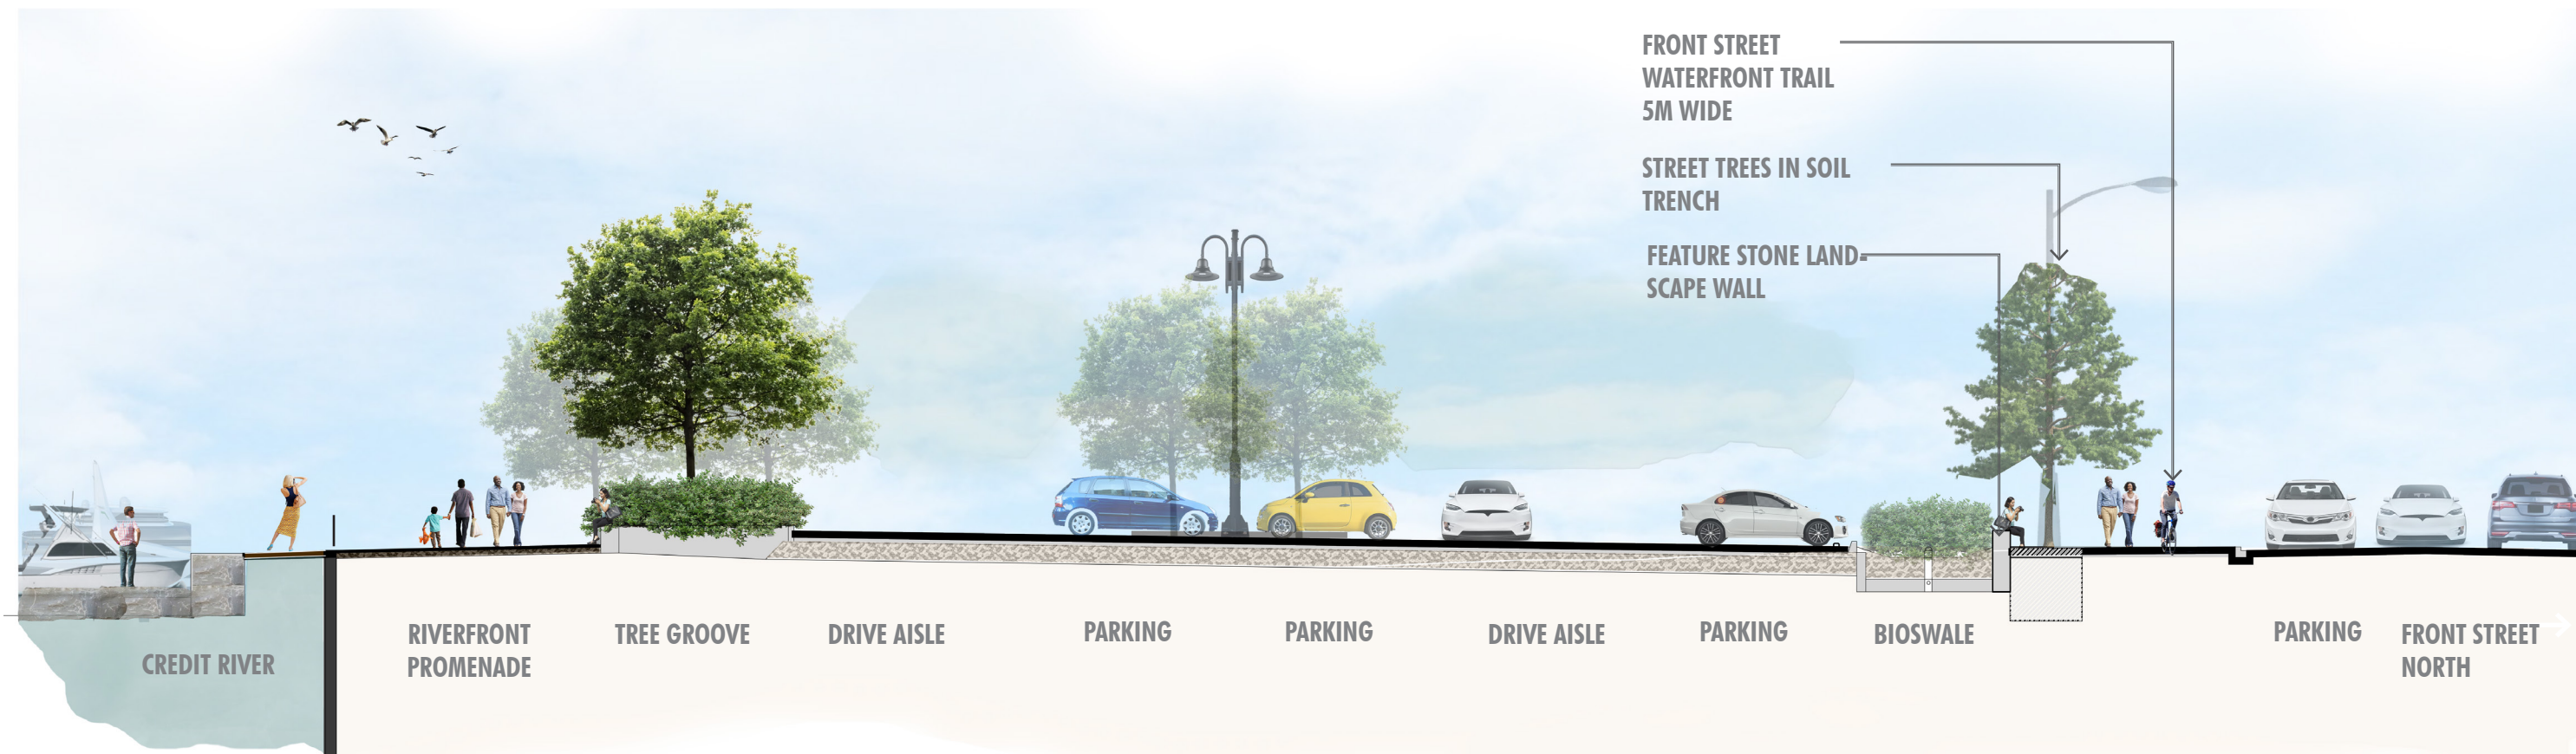 FRONT STREET
WATERFRONT TRAIL
5M WIDE
STREET TREES IN SOIL
TRENCH
FEATURE STONE LAND-
SCAPE WALL
CREDIT RIVER
RIVERFRONT
PROMENADE
TREE GROOVE
DRIVE AISLE
PARKING
PARKING
DRIVE AISLE
PARKING
BIOSWALE
PARKING
FRONT STREET
NORTH